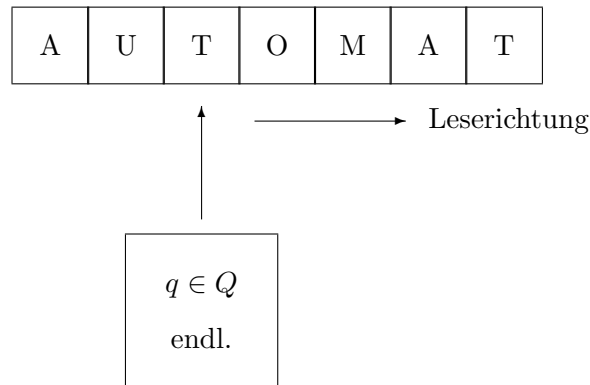 A U T O M A T
Leserichtung
q ∈ Q
endl.